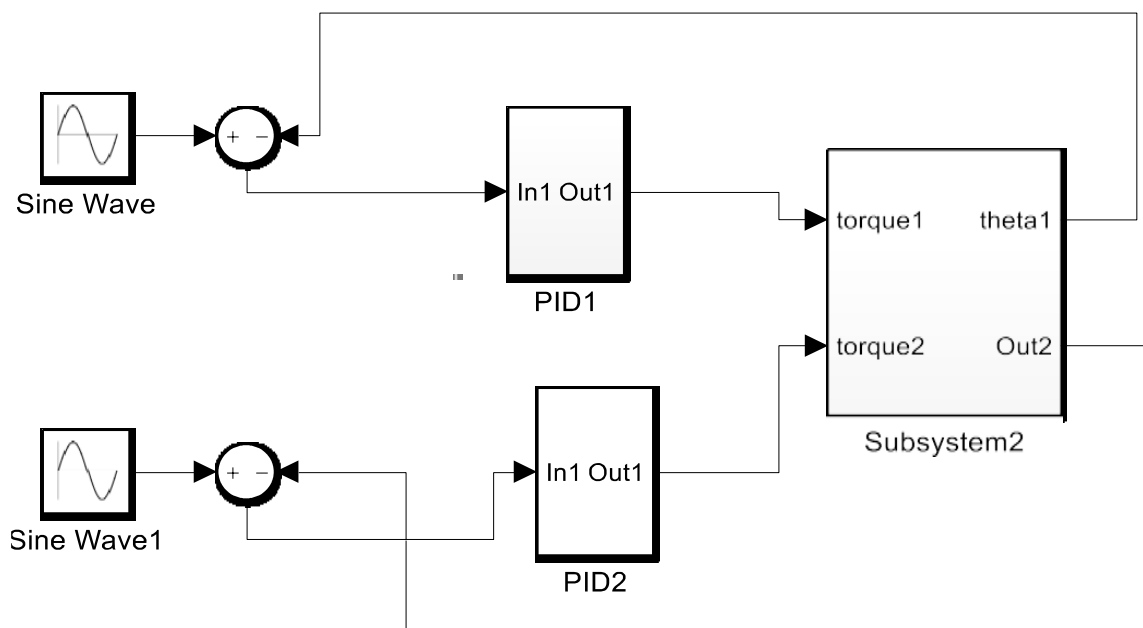 + −
Sine Wave
In1 Out1
PID1
torque1 theta1
torque2 Out2
Subsystem2
+ −
Sine Wave1
In1 Out1
PID2